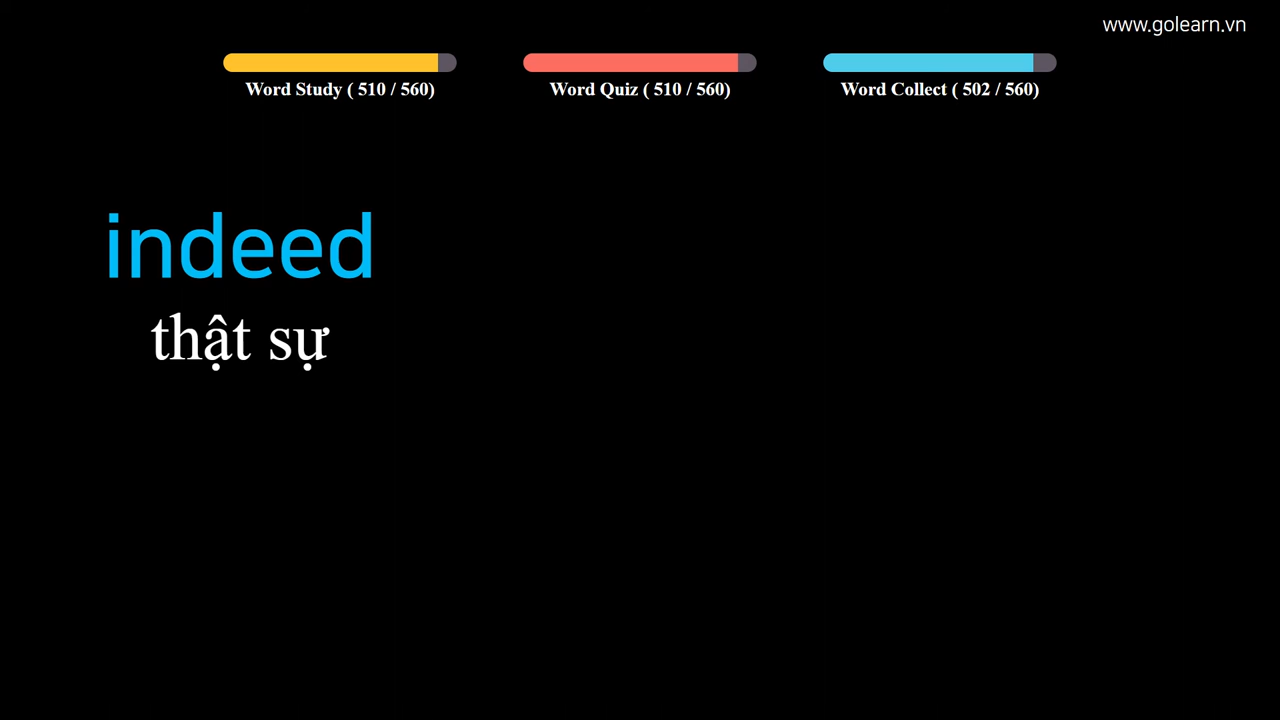 www.golearn.vn
Word Study ( 510 / 560)
Word Quiz ( 510 / 560)
Word Collect ( 502 / 560)
indeed
thật sự